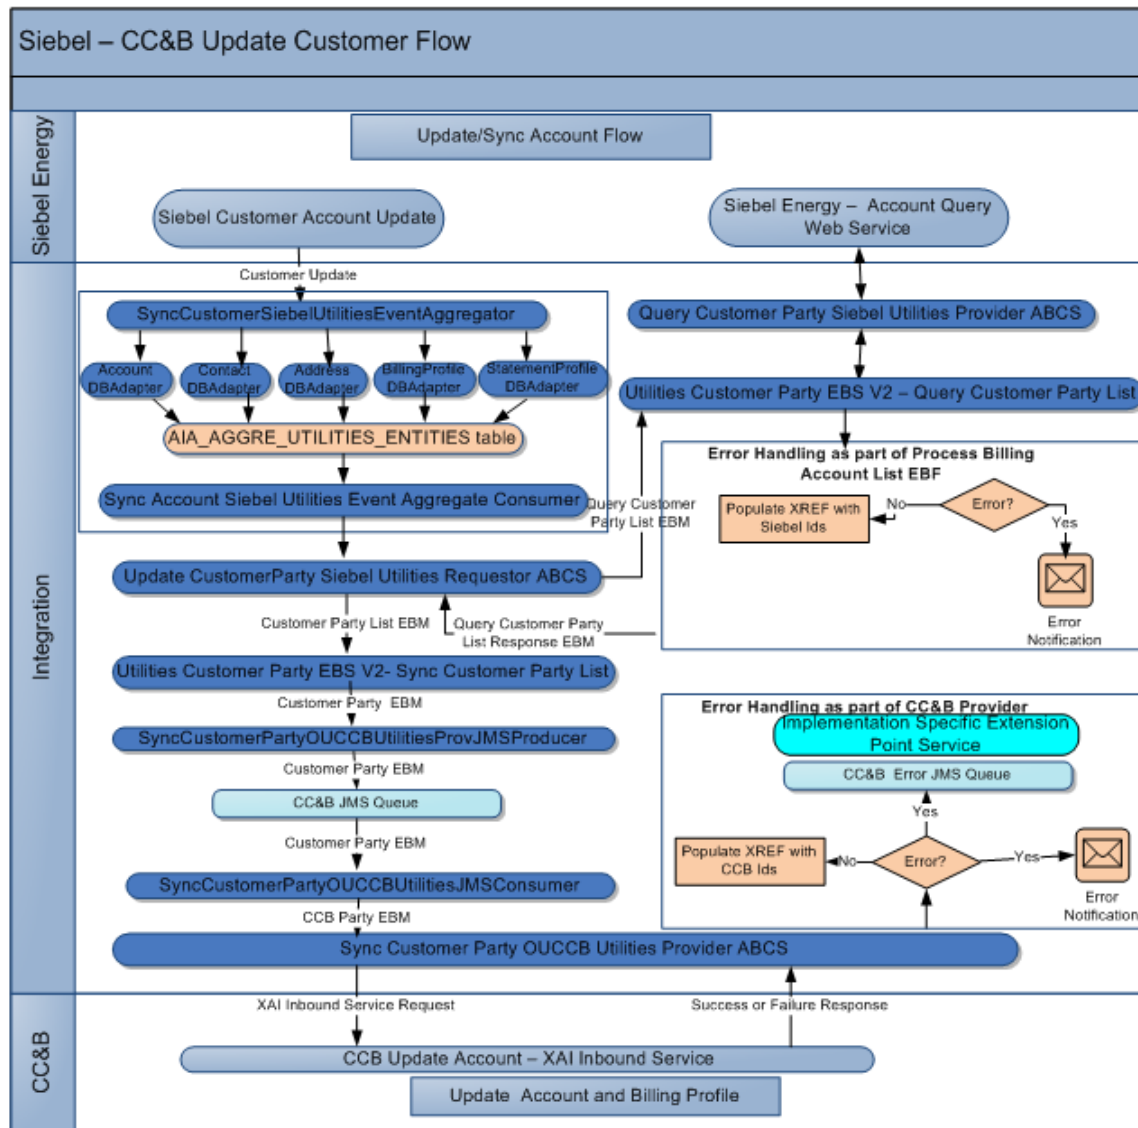 Siebel – CC&B Update Customer Flow
Siebel Energy
Update/Sync Account Flow
Siebel Customer Account Update
Siebel Energy – Account Query
Web Service
Integration
Customer Update
SyncCustomerSiebelUtilitiesEventAggregator
Account
DBAdapter
Contact
DBAdapter
Address
DBAdapter
BillingProfile
DBAdapter
StatementProfile
DBAdapter
AIA_AGGRE_UTILITIES_ENTITIES table
Sync Account Siebel Utilities Event Aggregate Consumer
Query Customer Party Siebel Utilities Provider ABCS
Utilities Customer Party EBS V2 – Query Customer Party List
Query Customer
Party List EBM
Error Handling as part of Process Billing
Account List EBF
Populate XREF with
Siebel Ids
No
Error?
Yes
Error
Notification
Update CustomerParty Siebel Utilities Requestor ABCS
Customer Party List EBM
Query Customer Party
List Response EBM
Utilities Customer Party EBS V2- Sync Customer Party List
Customer Party EBM
SyncCustomerPartyOUCCBUtilitiesProvJMSProducer
Customer Party EBM
CC&B JMS Queue
Customer Party EBM
SyncCustomerPartyOUCCBUtilitiesJMSConsumer
CCB Party EBM
Sync Customer Party OUCCB Utilities Provider ABCS
Error Handling as part of CC&B Provider
Implementation Specific Extension
Point Service
CC&B Error JMS Queue
Yes
Populate XREF with
CCB Ids
No
Error?
Yes
Error
Notification
XAI Inbound Service Request
Success or Failure Response
CC&B
CCB Update Account – XAI Inbound Service
Update Account and Billing Profile